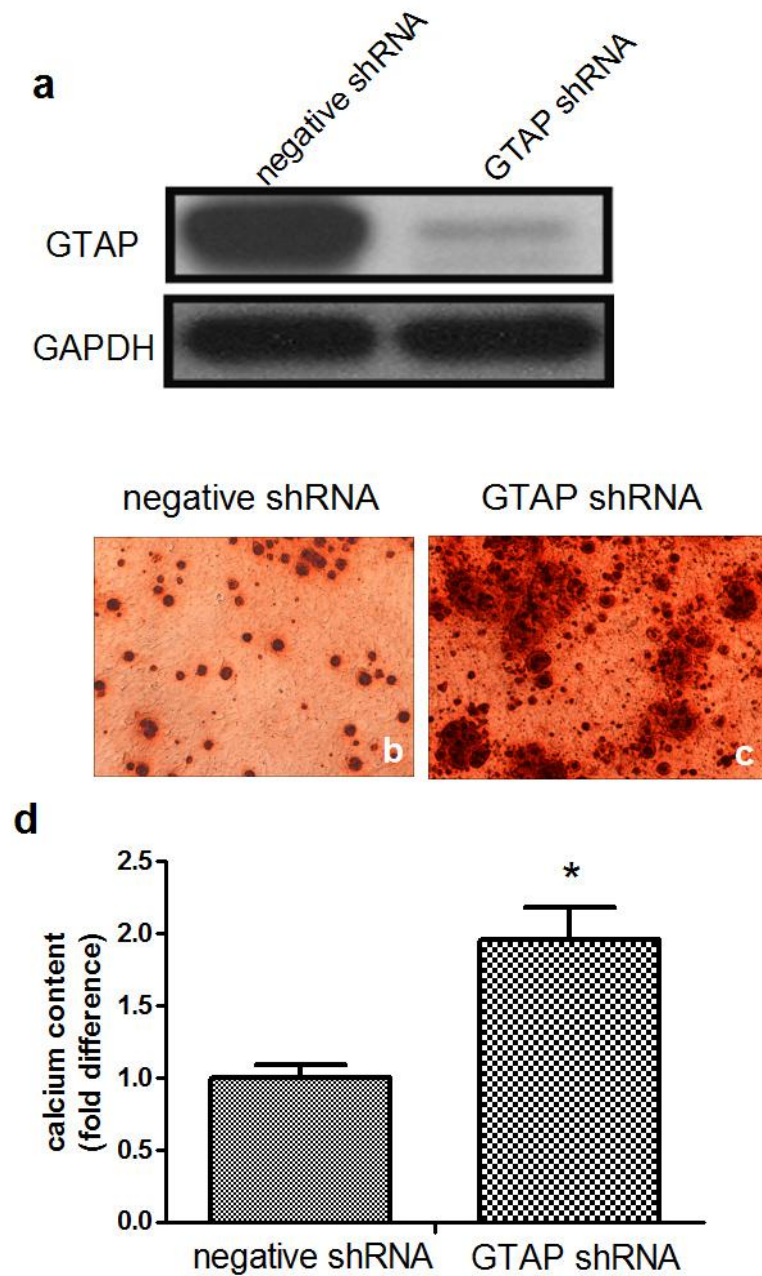 a
negative shRNA
GTAP shRNA
GTAP
GAPDH
negative shRNA
GTAP shRNA
b
c
d
calcium content
(fold difference)
2.5
2.0
1.5
1.0
0.5
0.0
*
negative shRNA
GTAP shRNA